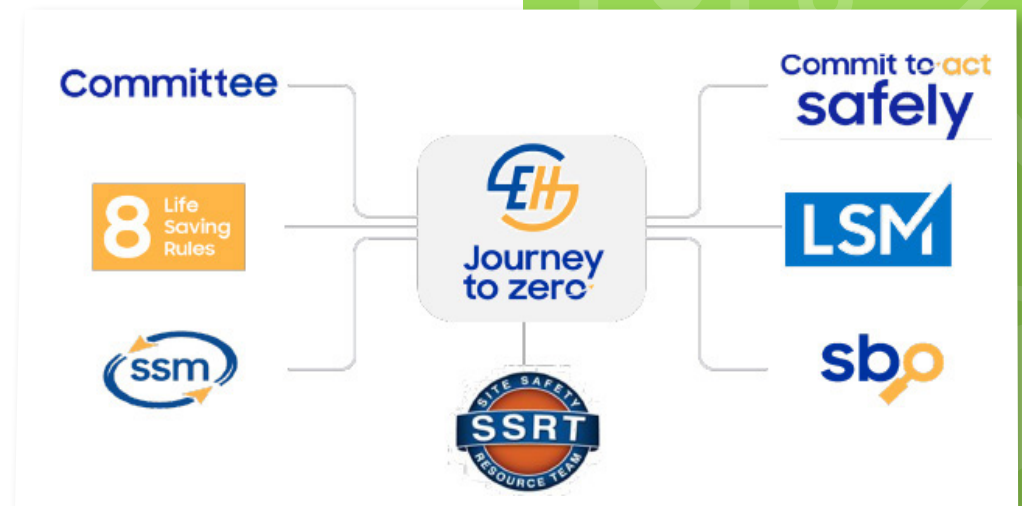 Committee
8 Life
Saving
Rules
ssm
EHS
Journey
to zero
SITE SAFETY
SSRT
RESOURCE TEAM
Commit to act
safely
LSM
sbo